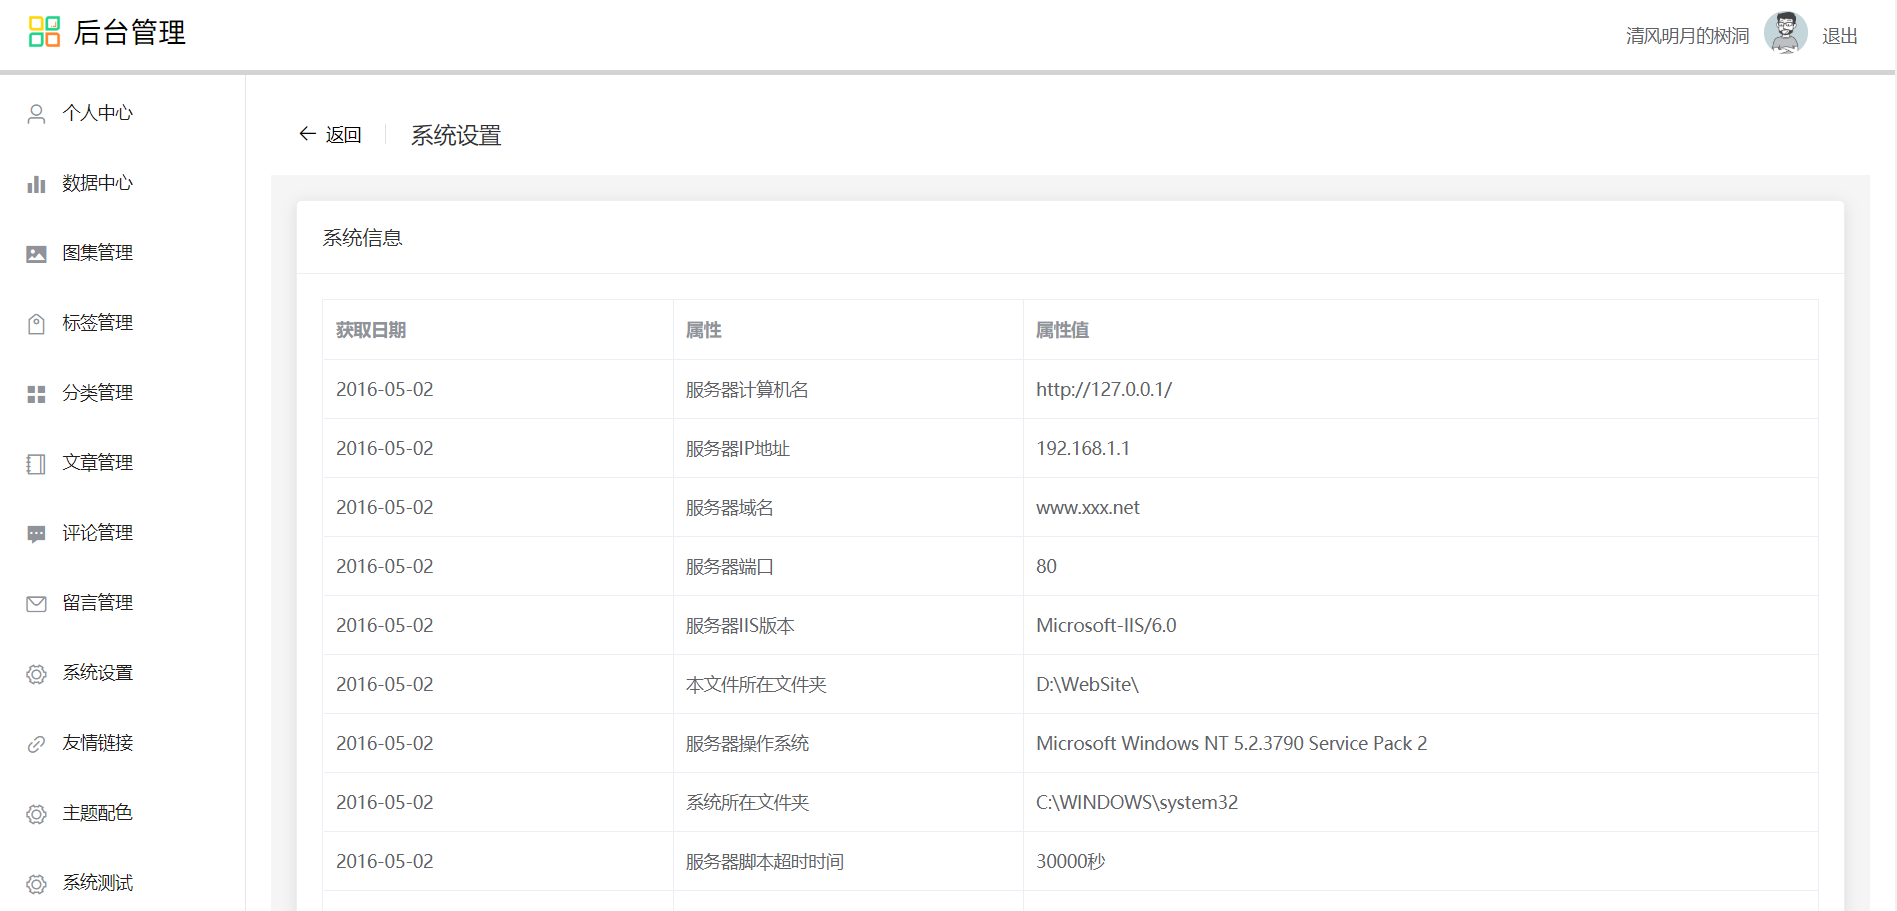 后台管理
清风明月的树洞 退出
个人中心
数据中心
图集管理
标签管理
分类管理
文章管理
评论管理
留言管理
系统设置
友情链接
主题配色
系统测试
返回 系统设置
系统信息
获取日期 属性 属性值
2016-05-02 服务器计算机名 http://127.0.0.1/
2016-05-02 服务器IP地址 192.168.1.1
2016-05-02 服务器域名 www.xxx.net
2016-05-02 服务器端口 80
2016-05-02 服务器IIS版本 Microsoft-IIS/6.0
2016-05-02 本文件所在文件夹 D:\WebSite\
2016-05-02 服务器操作系统 Microsoft Windows NT 5.2.3790 Service Pack 2
2016-05-02 系统所在文件夹 C:\WINDOWS\system32
2016-05-02 服务器脚本超时时间 30000秒